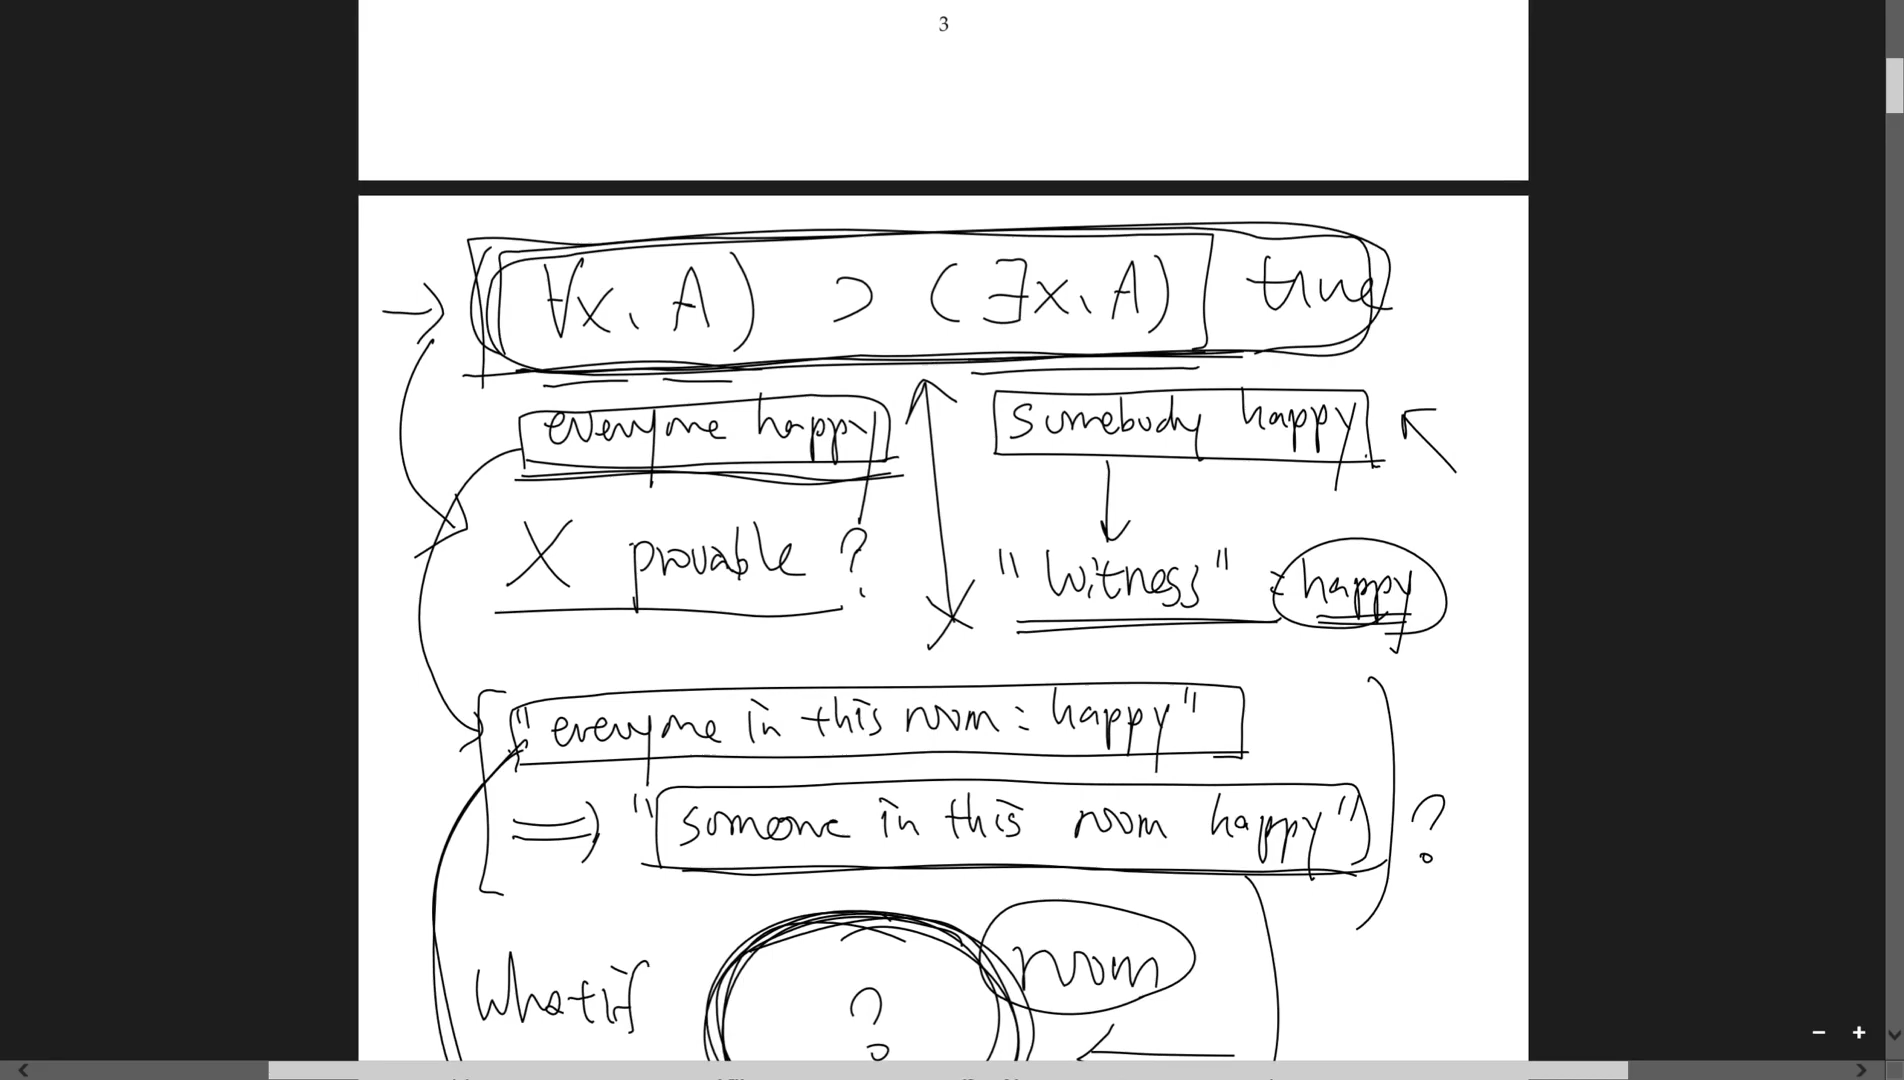 3
(∀x. A) ⊃ (∃x. A) true
everyone happy somebody happy
X provable ? "Witness" : happy
"everyone in this room : happy"
⇒ "someone in this room happy" ?
What if ? room